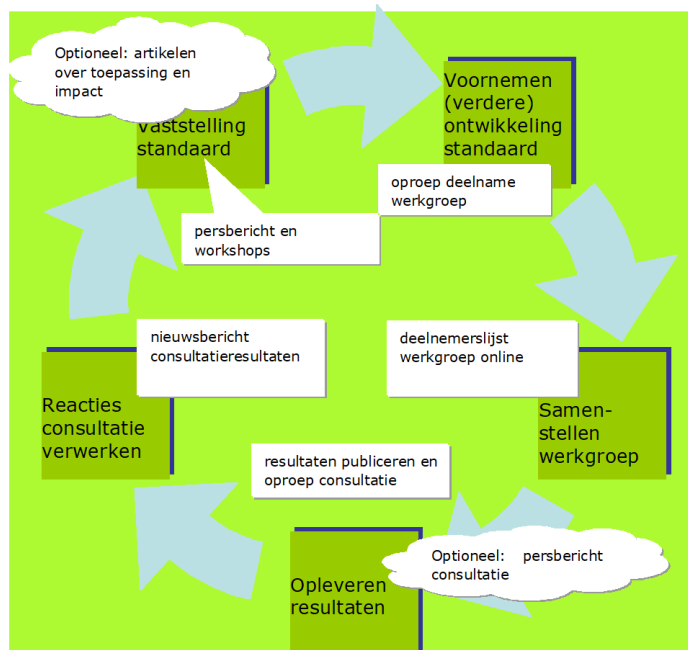 Optioneel: artikelen
over toepassing en
impact
Vaststelling
standaard
Voornemen
(verdere)
ontwikkeling
standaard
oproep deelname
werkgroep
persbericht en
workshops
nieuwsbericht
consultatieresultaten
deelnemerslijst
werkgroep online
Reacties
consultatie
verwerken
Samen-
stellen
werkgroep
resultaten publiceren en
oproep consultatie
Optioneel: persbericht
consultatie
Opleveren
resultaten